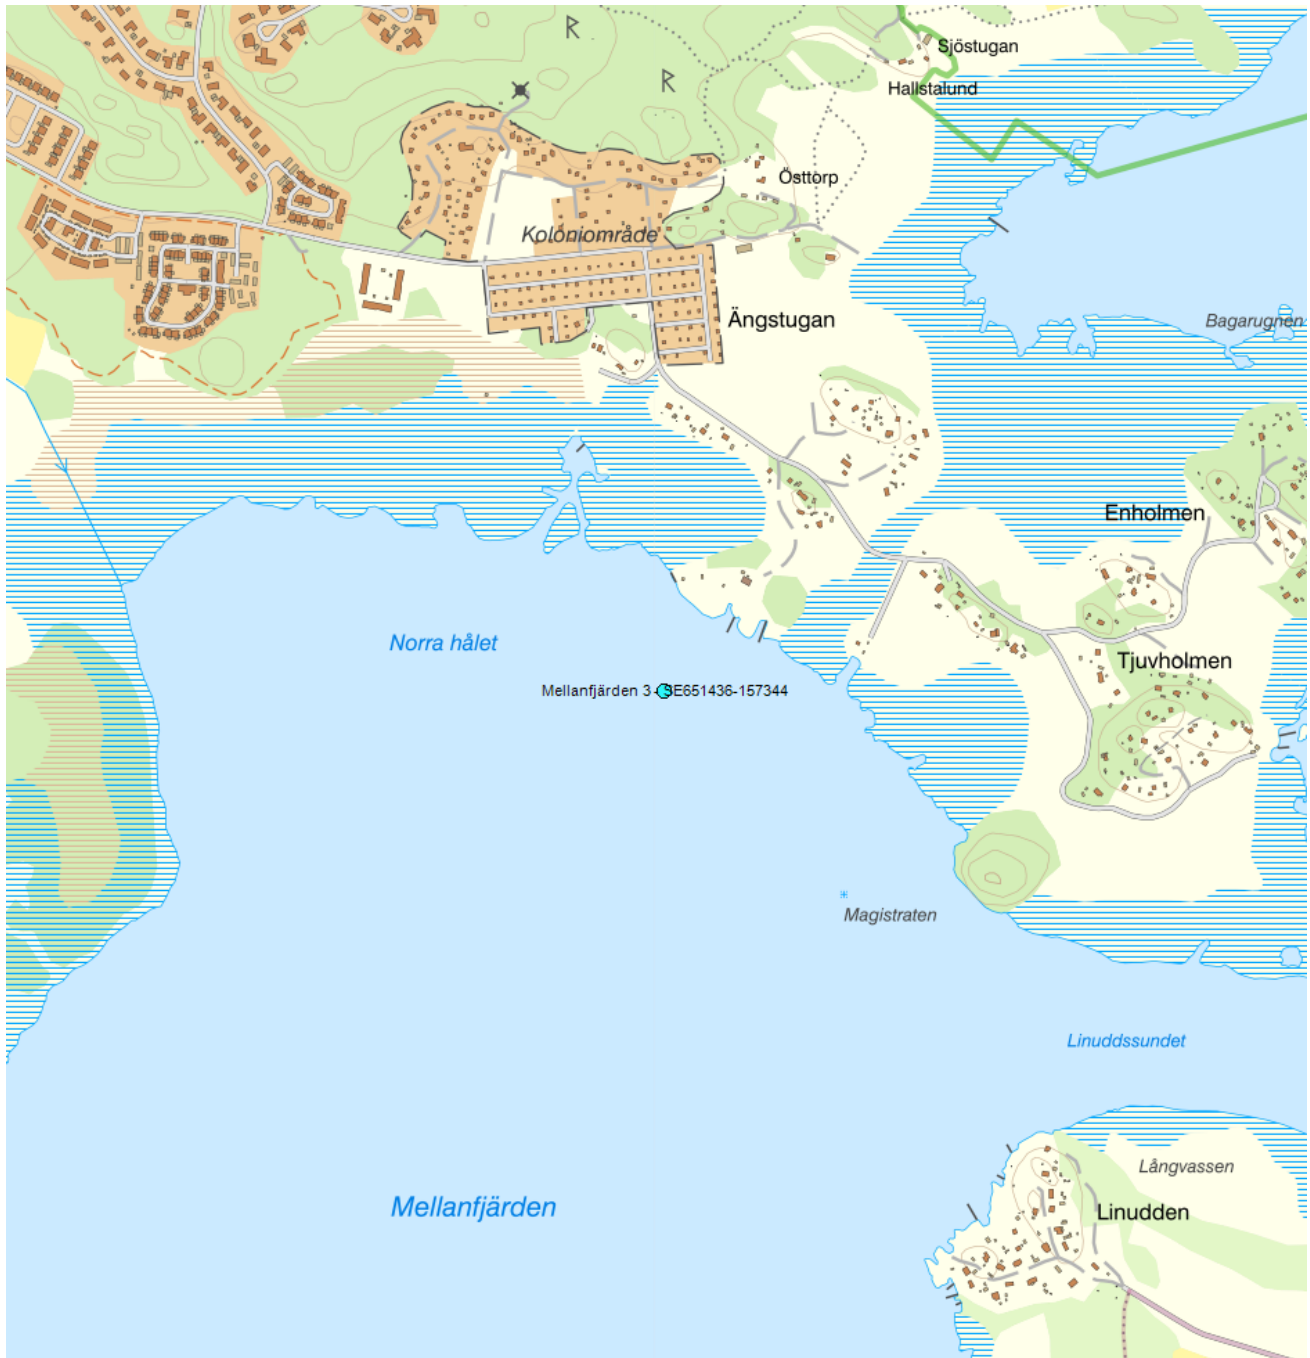 R
Sjöstugan
R
Hallstalund
Östtorp
Koloniområde
Ängstugan
Bagarugnen
Enholmen
Norra hålet
Tjuvholmen
Mellanfjärden 3 - SE651436-157344
Magistraten
Linuddssundet
Långvassen
Mellanfjärden
Linudden